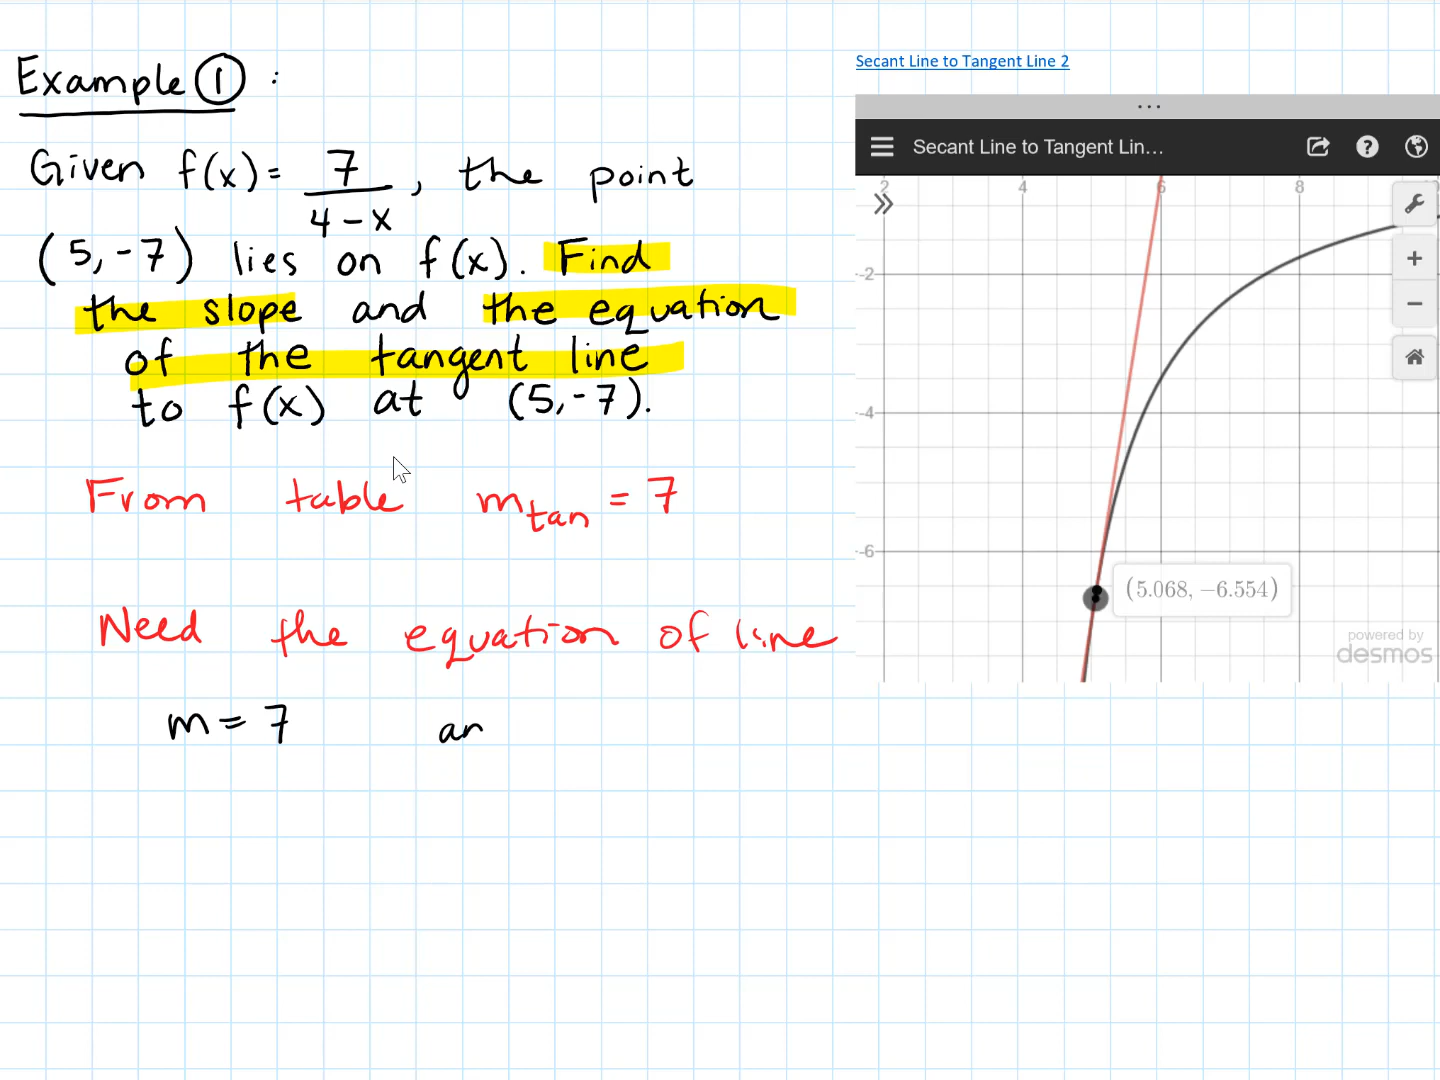 Example ① :
Given f(x) = 7/(4-x), the point
(5,-7) lies on f(x). Find
the slope and the equation
of the tangent line
to f(x) at (5,-7).
From table m_tan = 7
Need the equation of line
m = 7 an
Secant Line to Tangent Line 2
...
Secant Line to Tangent Lin...
2 4 6 8
-2
-4
-6
(5.068, −6.554)
powered by
desmos